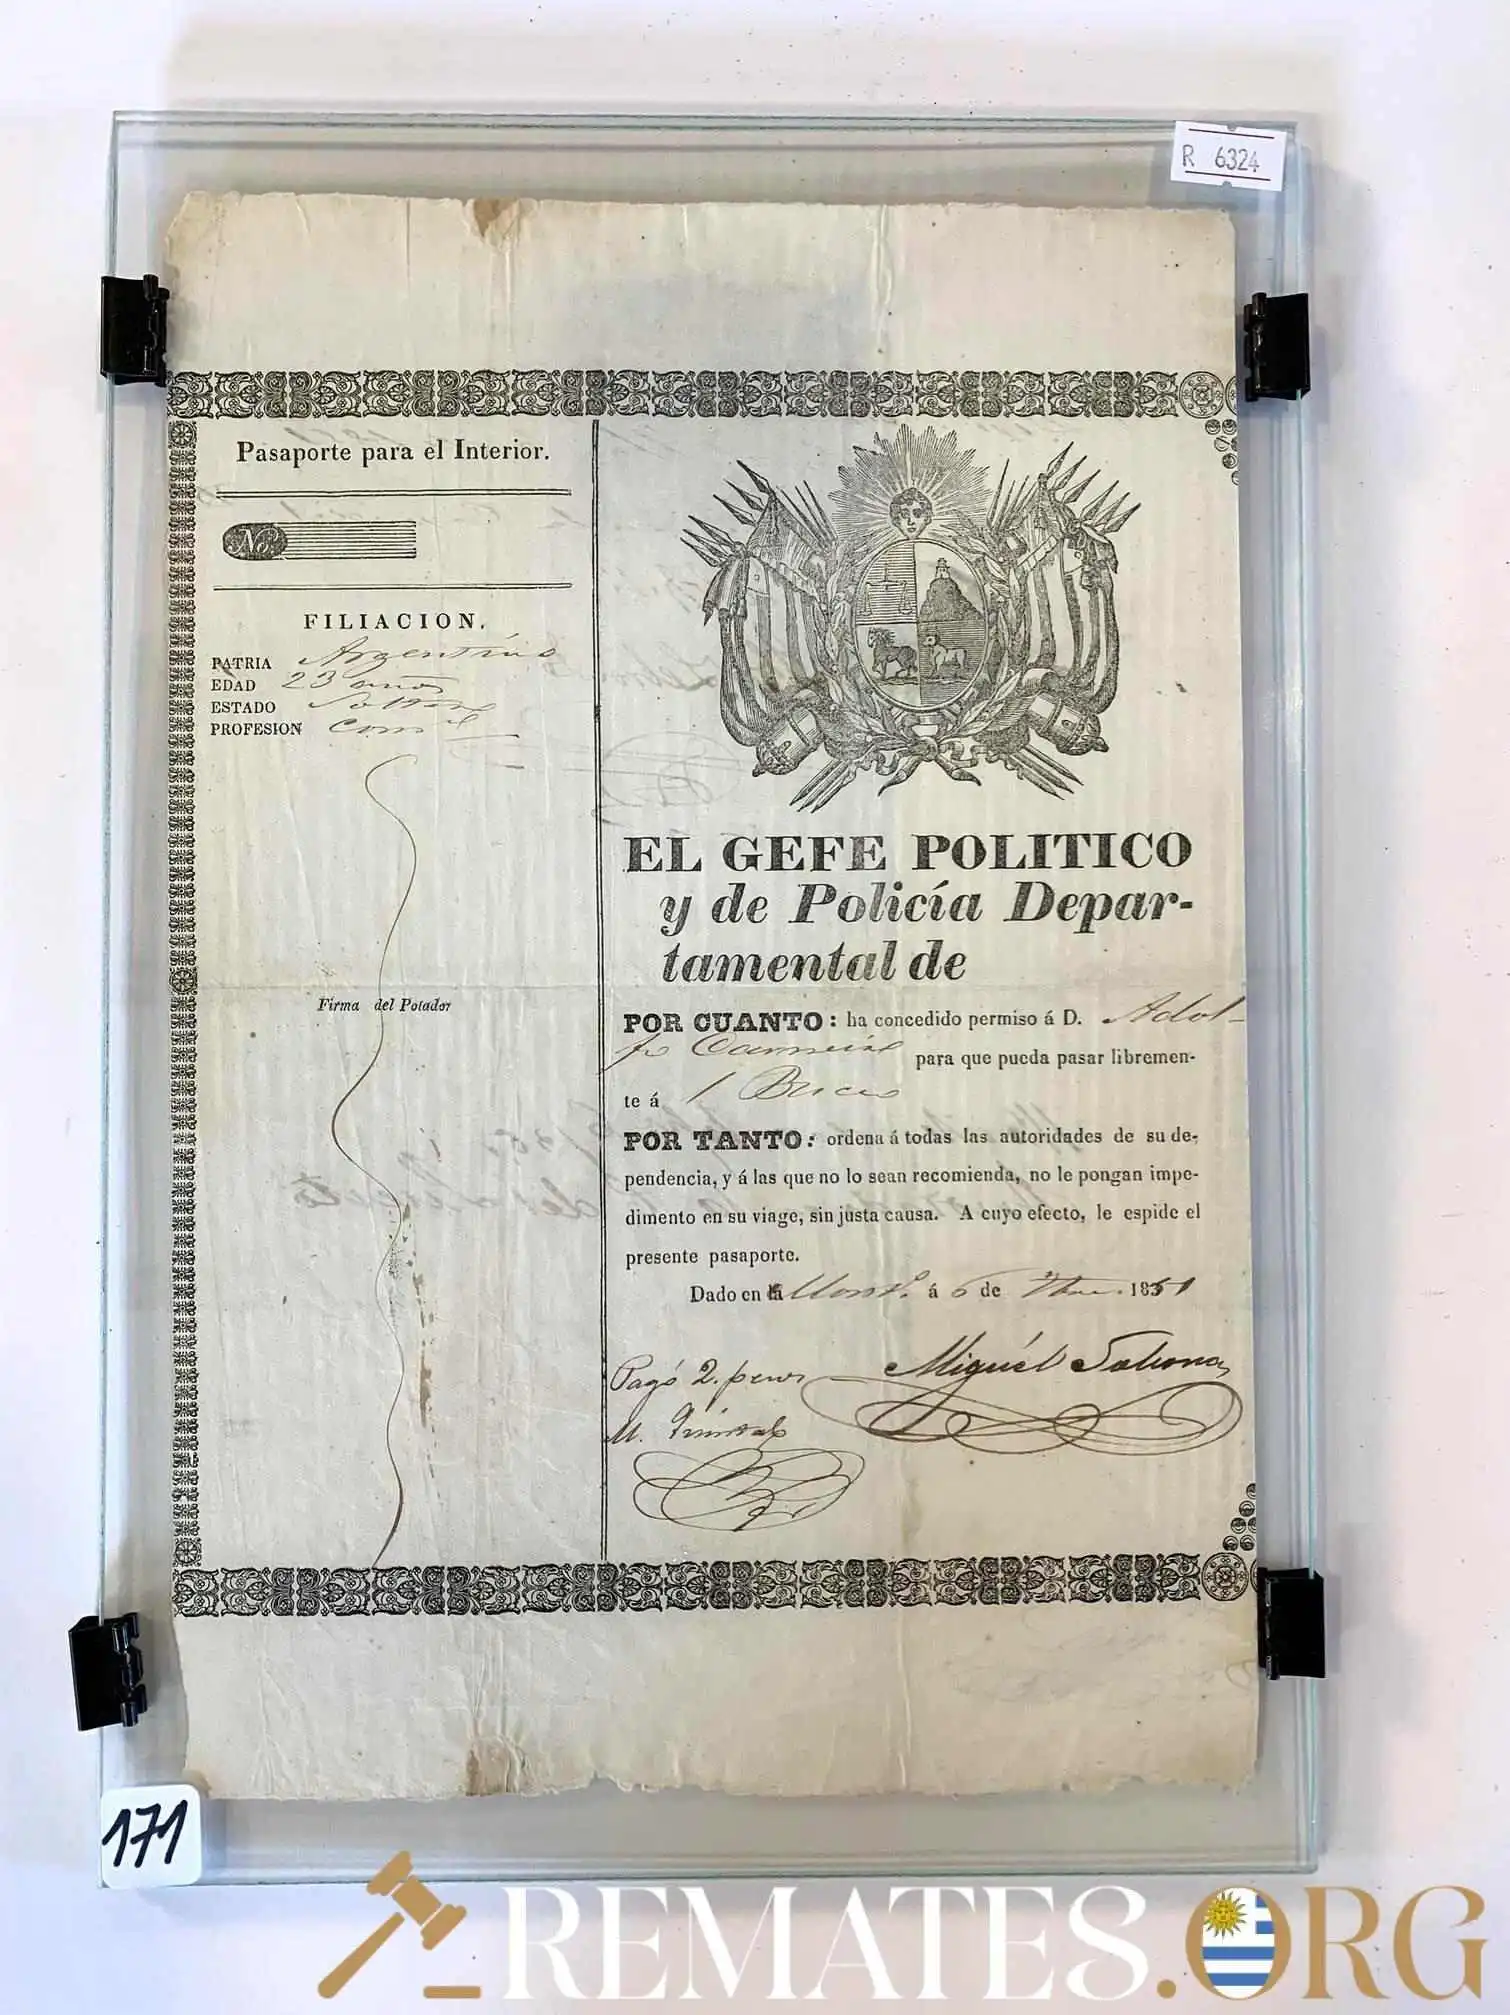 R 6324
Pasaporte para el Interior.
No.
FILIACION.
PATRIA Argentino
EDAD 23 años
ESTADO Soltero
PROFESION
Firma del Potador
EL GEFE POLITICO
y de Policía Depar-
tamental de
POR CUANTO: ha concedido permiso á D. Adol-
fo para que pueda pasar libremen-
te á
POR TANTO: ordena á todas las autoridades de su de-
pendencia, y á las que no lo sean recomienda, no le pongan impe-
dimento en su viage, sin justa causa. A cuyo efecto, le espide el
presente pasaporte.
Dado en á 6 de 1851
Pagó 2. pesos
Miguél
M.
171
REMATES.ORG